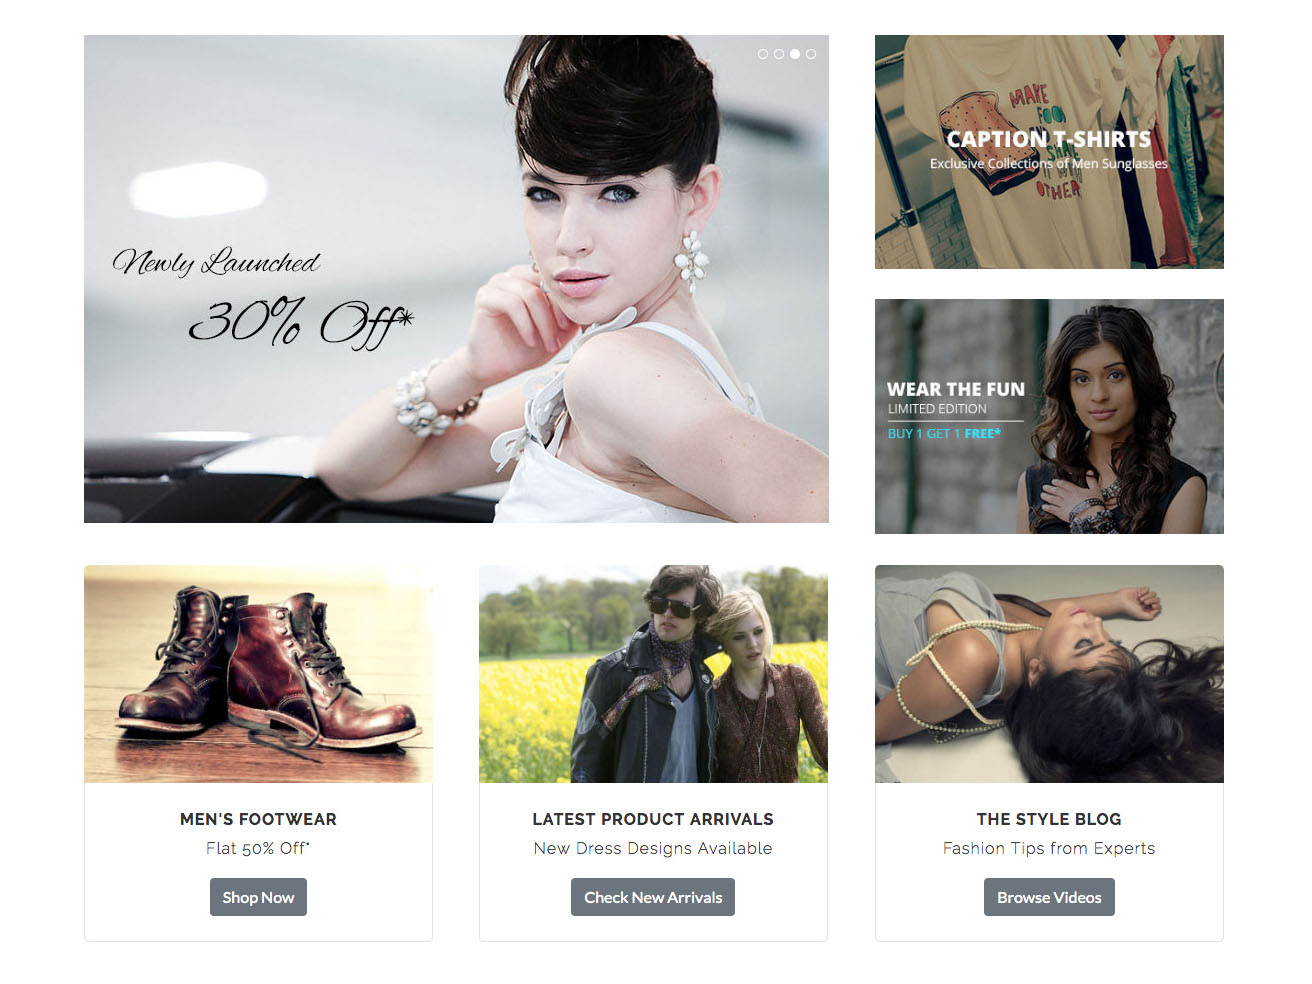 Newly Launched
30% Off*
MAKE
FOOD
OTHER
CAPTION T-SHIRTS
Exclusive Collections of Men Sunglasses
WEAR THE FUN
LIMITED EDITION
BUY 1 GET 1 FREE*
MEN'S FOOTWEAR
Flat 50% Off*
Shop Now
LATEST PRODUCT ARRIVALS
New Dress Designs Available
Check New Arrivals
THE STYLE BLOG
Fashion Tips from Experts
Browse Videos